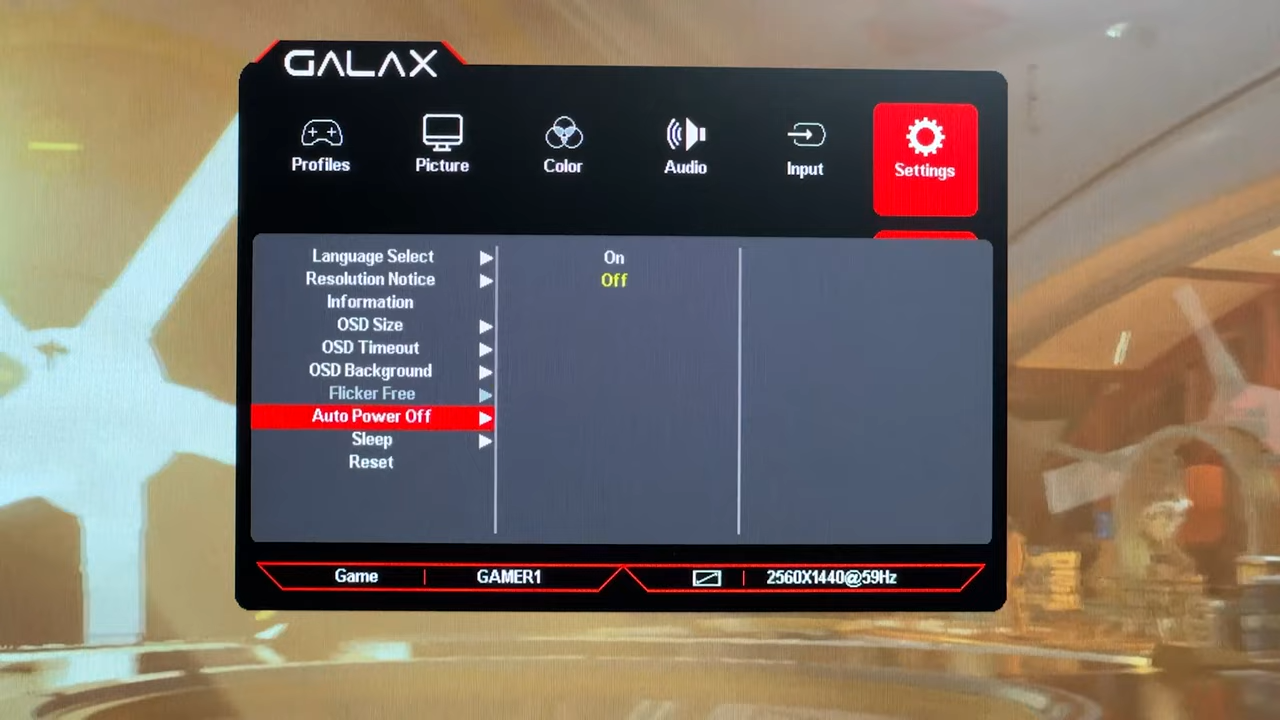 GALAX
Profiles
Picture
Color
Audio
Input
Settings
Language Select
On
Resolution Notice
Off
Information
OSD Size
OSD Timeout
OSD Background
Flicker Free
Auto Power Off
Sleep
Reset
Game
GAMER1
2560X1440@59Hz